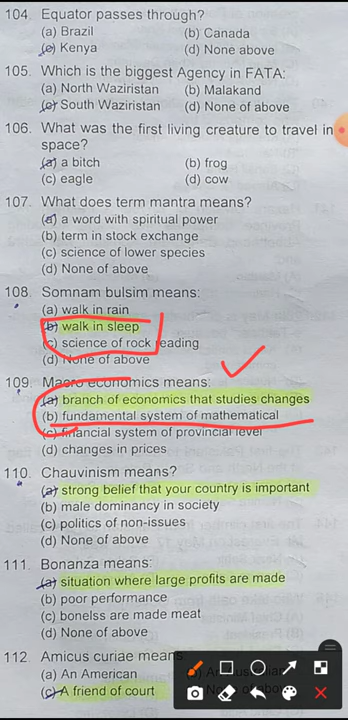 104. Equator passes through?
(a) Brazil (b) Canada
(c) Kenya (d) None above
105. Which is the biggest Agency in FATA:
(a) North Waziristan (b) Malakand
(c) South Waziristan (d) None of above
106. What was the first living creature to travel in
space?
(a) a bitch (b) frog
(c) eagle (d) cow
107. What does term mantra means?
(a) a word with spiritual power
(b) term in stock exchange
(c) science of lower species
(d) None of above
108. Somnam bulsim means:
(a) walk in rain
(b) walk in sleep
(c) science of rock reading
(d) None of above
109. Macro economics means:
(a) branch of economics that studies changes
(b) fundamental system of mathematical
(c) financial system of provincial level
(d) changes in prices
110. Chauvinism means?
(a) strong belief that your country is important
(b) male dominancy in society
(c) politics of non-issues
(d) None of above
111. Bonanza means:
(a) situation where large profits are made
(b) poor performance
(c) bonelss are made meat
(d) None of above
112. Amicus curiae means
(a) An American
(c) A friend of court